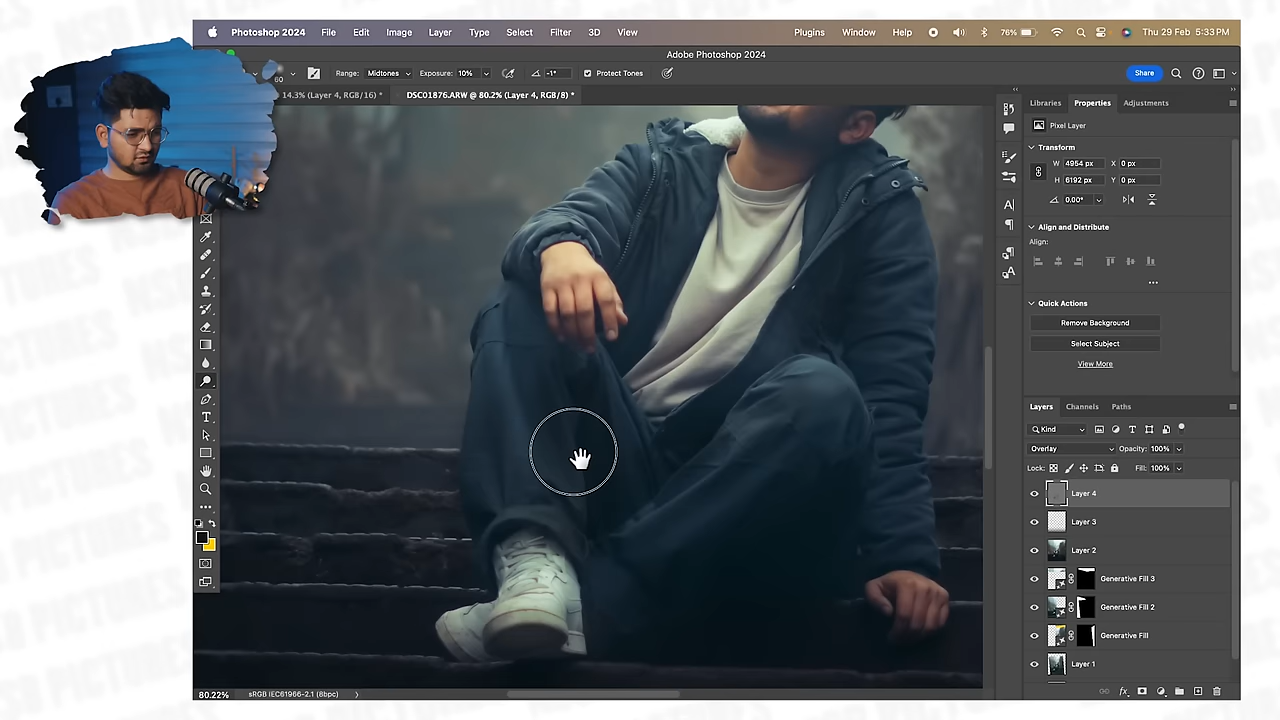 Photoshop 2024 File Edit Image Layer Type Select Filter 3D View Plugins Window Help 76% Thu 29 Feb 5:33 PM
Adobe Photoshop 2024
60 Range: Midtones Exposure: 10% -1° Protect Tones Share
14.3% (Layer 4, RGB/16) * DSC01876.ARW @ 80.2% (Layer 4, RGB/8) *
Libraries Properties Adjustments
Pixel Layer
Transform
W 4954 px X 0 px
H 6192 px Y 0 px
0.00°
Align and Distribute
Align:
Quick Actions
Remove Background
Select Subject
View More
Layers Channels Paths
Kind
Overlay Opacity: 100%
Lock: Fill: 100%
Layer 4
Layer 3
Layer 2
Generative Fill 3
Generative Fill 2
Generative Fill
Layer 1
80.22% sRGB IEC61966-2.1 (8bpc)
NSB PICTURES